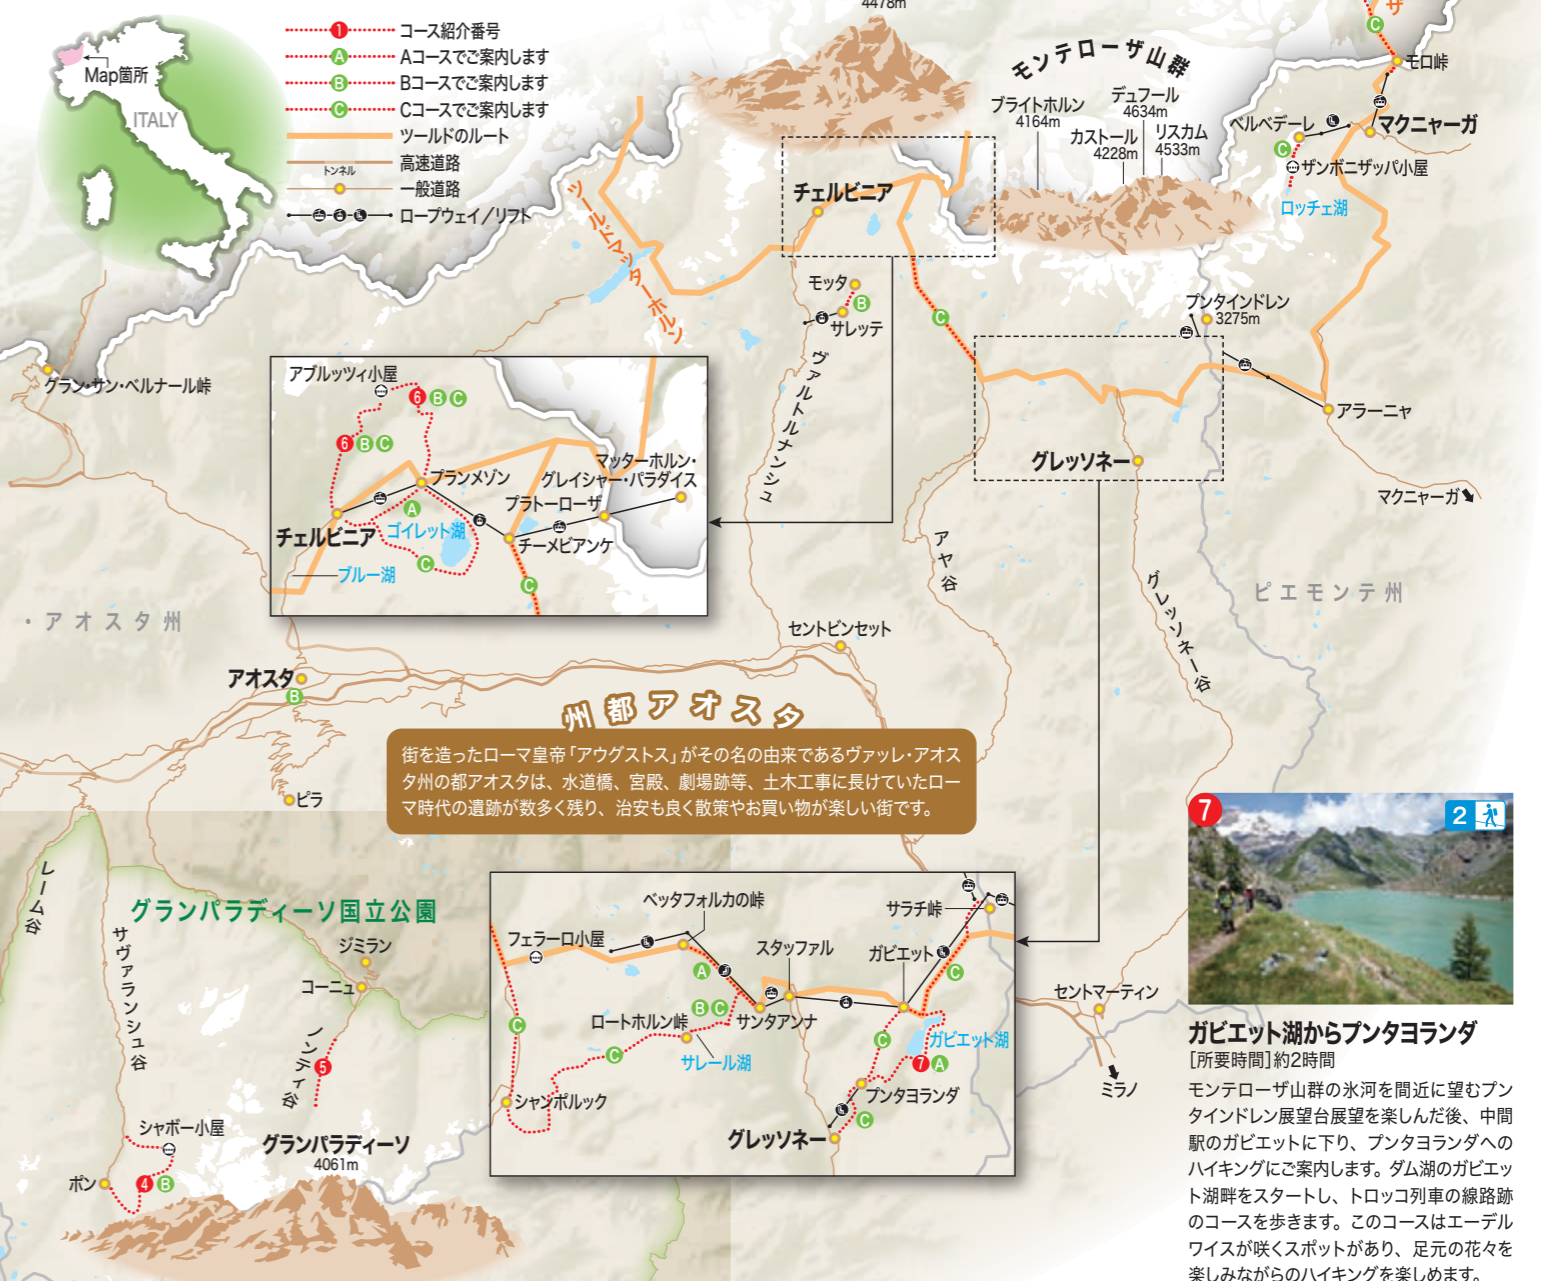 4478m
Map箇所
ITALY
1 コース紹介番号
A Aコースでご案内します
B Bコースでご案内します
C Cコースでご案内します
ツールドのルート
高速道路
トンネル
一般道路
ロープウェイ／リフト
ツールドマッターホルン
ザ
C
モロ峠
モンテローザ山群
ブライトホルン
4164m
デュフール
4634m
カストール
4228m
リスカム
4533m
ベルベデーレ
マクニャーガ
C
ザンボニザッパ小屋
ロッチェ湖
チェルビニア
モッタ
B
サレッテ
C
プンタインドレン
3275m
グラン・サン・ベルナール峠
ヴァルトルナンシュ
アラーニャ
グレッソネー
マクニャーガ
アブルッツィ小屋
6 B C
6 B C
プランメゾン
マッターホルン・
グレイシャー・パラダイス
プラトーローザ
A
チェルビニア
ゴイレット湖
チーメビアンケ
C
ブルー湖
C
アヤ谷
グレッソネー谷
ピエモンテ州
・アオスタ州
セントビンセット
アオスタ
B
州都アオスタ
街を造ったローマ皇帝「アウグストス」がその名の由来であるヴァッレ・アオス
タ州の都アオスタは、水道橋、宮殿、劇場跡等、土木工事に長けていたロー
マ時代の遺跡が数多く残り、治安も良く散策やお買い物が楽しい街です。
ピラ
レーム谷
グランパラディーソ国立公園
サヴァランシュ谷
ジミラン
コーニュ
ノンティ谷
5
シャボー小屋
グランパラディーソ
4061m
ポン
4 B
ベッタフォルカの峠
サラチ峠
フェラーロ小屋
スタッファル
ガビエット
A
C
B C
C
ロートホルン峠
サンタアンナ
サレール湖
C
C
ガビエット湖
7 A
シャンポルック
プンタヨランダ
C
グレッソネー
セントマーティン
ミラノ
7
2
ガビエット湖からプンタヨランダ
［所要時間］約2時間
モンテローザ山群の氷河を間近に望むプン
タインドレン展望台展望を楽しんだ後、中間
駅のガビエットに下り、プンタヨランダへの
ハイキングにご案内します。ダム湖のガビエッ
ト湖畔をスタートし、トロッコ列車の線路跡
のコースを歩きます。このコースはエーデル
ワイスが咲くスポットがあり、足元の花々を
楽しみながらのハイキングを楽しめます。